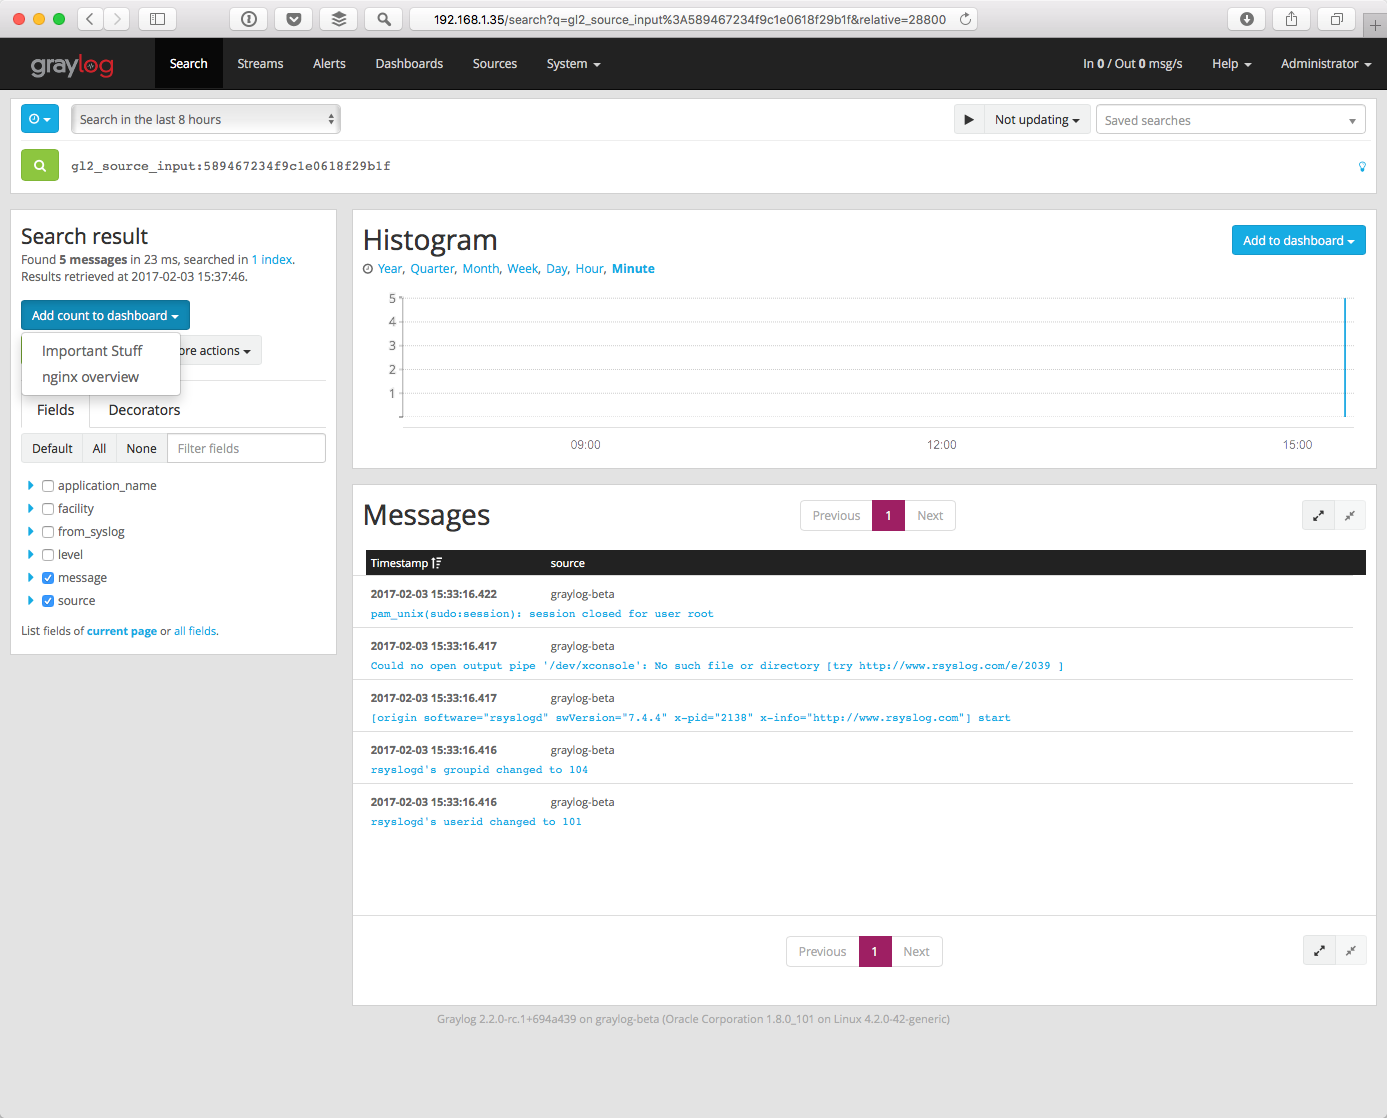 192.168.1.35/search?q=gl2_source_input%3A589467234f9c1e0618f29b1f&relative=28800
graylog Search Streams Alerts Dashboards Sources System In 0 / Out 0 msg/s Help Administrator
Search in the last 8 hours Not updating Saved searches
gl2_source_input:589467234f9c1e0618f29b1f
Search result
Found 5 messages in 23 ms, searched in 1 index.
Results retrieved at 2017-02-03 15:37:46.
Add count to dashboard
Important Stuff
ore actions
nginx overview
Fields Decorators
Default All None Filter fields
application_name
facility
from_syslog
level
message
source
List fields of current page or all fields.
Histogram
Add to dashboard
Year, Quarter, Month, Week, Day, Hour, Minute
5
4
3
2
1
09:00 12:00 15:00
Messages
Previous 1 Next
Timestamp source
2017-02-03 15:33:16.422 graylog-beta
pam_unix(sudo:session): session closed for user root
2017-02-03 15:33:16.417 graylog-beta
Could no open output pipe '/dev/xconsole': No such file or directory [try http://www.rsyslog.com/e/2039 ]
2017-02-03 15:33:16.417 graylog-beta
[origin software="rsyslogd" swVersion="7.4.4" x-pid="2138" x-info="http://www.rsyslog.com"] start
2017-02-03 15:33:16.416 graylog-beta
rsyslogd's groupid changed to 104
2017-02-03 15:33:16.416 graylog-beta
rsyslogd's userid changed to 101
Previous 1 Next
Graylog 2.2.0-rc.1+694a439 on graylog-beta (Oracle Corporation 1.8.0_101 on Linux 4.2.0-42-generic)